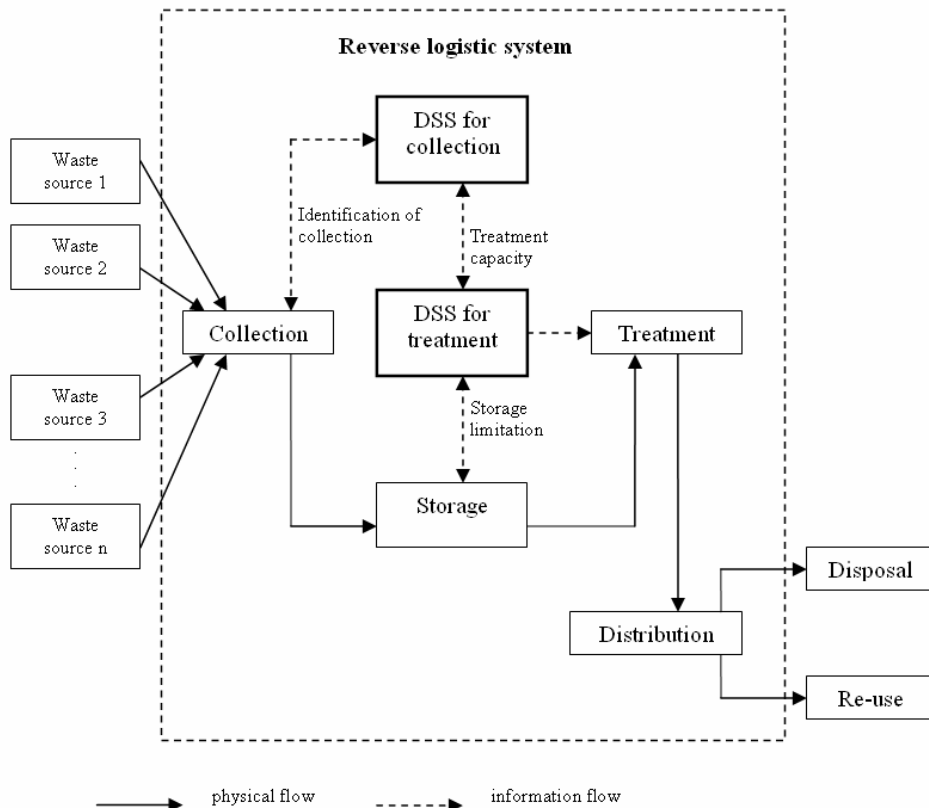 Reverse logistic system
DSS for
collection
Waste
source 1
Identification of
collection
Treatment
capacity
Waste
source 2
DSS for
treatment
Collection
Treatment
Waste
source 3
Storage
limitation
.
.
.
Storage
Waste
source n
Disposal
Distribution
Re-use
physical flow
information flow